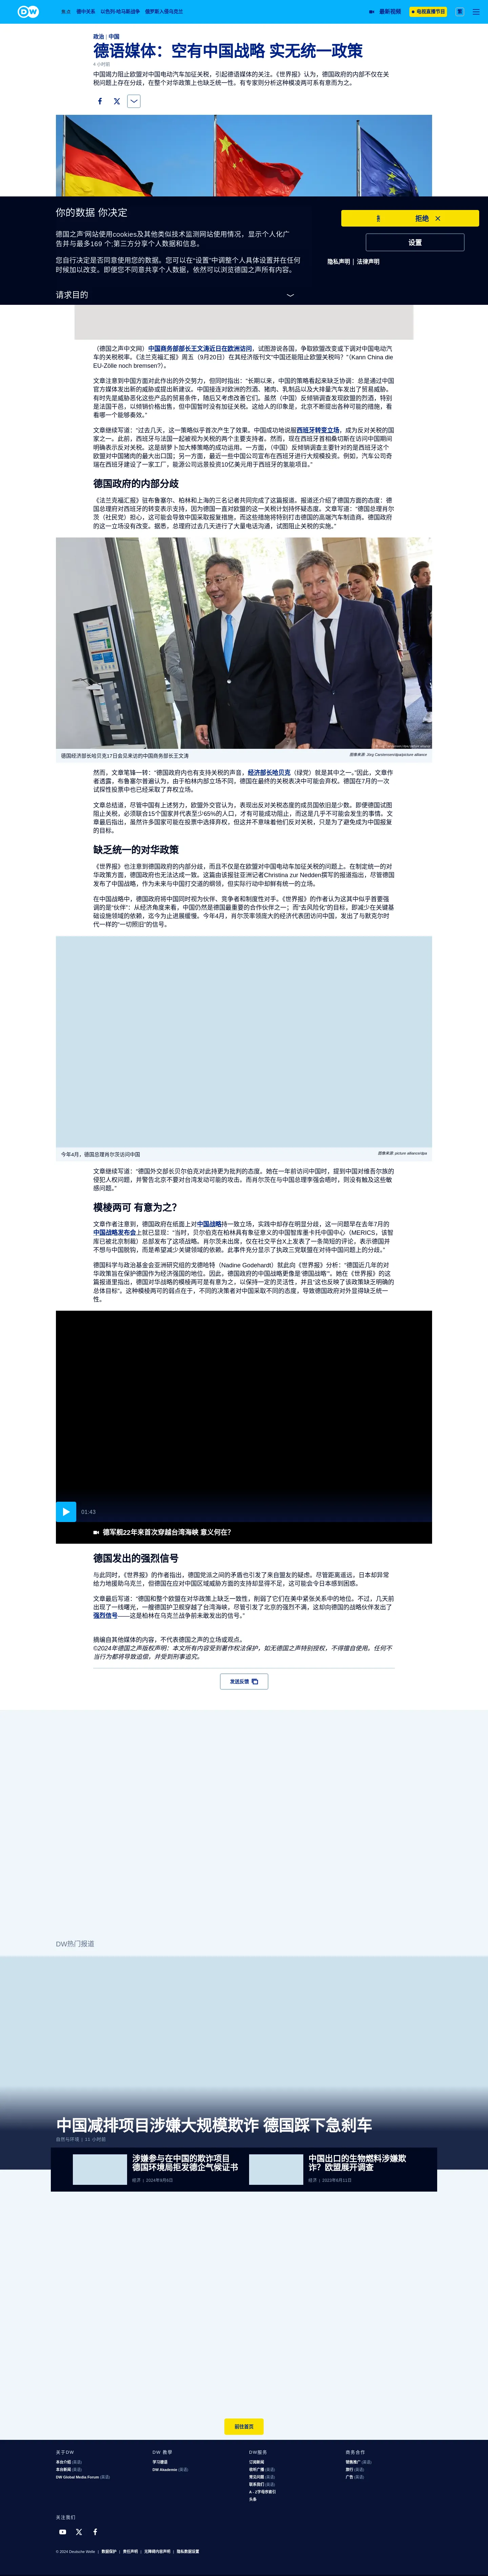 DW
焦点
德中关系
以色列-哈马斯战争
俄罗斯入侵乌克兰
最新视频
电视直播节目
繁
政治 | 中国
德语媒体：空有中国战略 实无统一政策
4 小时前
中国竭力阻止欧盟对中国电动汽车加征关税，引起德语媒体的关注。《世界报》认为，德国政府的内部不仅在关
税问题上存在分歧，在整个对华政策上也缺乏统一性。有专家则分析这种模凌两可系有意而为之。
你的数据 你决定
德国之声'网站使用cookies及其他类似技术监测网站使用情况，显示个人化广
告并与最多169 个;第三方分享个人数据和信息。
您自行决定是否同意使用您的数据。您可以在“设置”中调整个人具体设置并在任何
时候加以改变。即便您不同意共享个人数据，依然可以浏览德国之声所有内容。
拒绝
设置
隐私声明 | 法律声明
请求目的
（德国之声中文网）中国商务部部长王文涛近日在欧洲访问，试图游说各国，争取欧盟改变或下调对中国电动汽
车的关税税率。《法兰克福汇报》周五（9月20日）在其经济版刊文“中国还能阻止欧盟关税吗？”（Kann China die
EU-Zölle noch bremsen?）。
文章注意到中国方面对此作出的外交努力，但同时指出：“长期以来，中国的策略看起来缺乏协调：总是通过中国
官方媒体发出新的威胁或提出新建议。中国接连对欧洲的烈酒、猪肉、乳制品以及大排量汽车发出了贸易威胁。
有时先是威胁恶化这些产品的贸易条件，随后又考虑改善它们。虽然（中国）反倾销调查发现欧盟的烈酒，特别
是法国干邑，以倾销价格出售，但中国暂时没有加征关税。这给人的印象是，北京不断提出各种可能的措施，看
看哪一个能够奏效。”
文章继续写道：“过去几天，这一策略似乎首次产生了效果。中国成功地说服西班牙转变立场，成为反对关税的国
家之一。此前，西班牙与法国一起被视为关税的两个主要支持者。然而，现在西班牙首相桑切斯在访问中国期间
明确表示反对关税，这是胡萝卜加大棒策略的成功运用。一方面，（中国）反倾销调查主要针对的是西班牙这个
欧盟对中国猪肉的最大出口国；另一方面，最近一些中国公司宣布在西班牙进行大规模投资。例如，汽车公司奇
瑞在西班牙建设了一家工厂，能源公司远景投资10亿美元用于西班牙的氢能项目。”
德国政府的内部分歧
《法兰克福汇报》驻布鲁塞尔、柏林和上海的三名记者共同完成了这篇报道。报道还介绍了德国方面的态度：德
国总理府对西班牙的转变表示支持，因为德国一直对欧盟的这一关税计划持怀疑态度。文章写道：“德国总理肖尔
茨（社民党）担心，这可能会导致中国采取报复措施，而这些措施将特别打击德国的高端汽车制造商。德国政府
的这一立场没有改变。据悉，总理府过去几天进行了大量电话沟通，试图阻止关税的实施。”
德国经济部长哈贝克17日会见来访的中国商务部长王文涛
图像来源: Jörg Carstensen/dpa/picture alliance
然而，文章笔锋一转：“德国政府内也有支持关税的声音，经济部长哈贝克（绿党）就是其中之一。”因此，文章作
者透露，布鲁塞尔普遍认为，由于柏林内部立场不同，德国在最终的关税表决中可能会弃权。德国在7月的一次
试探性投票中也已经采取了弃权立场。
文章总结道，尽管中国有上述努力，欧盟外交官认为，表现出反对关税态度的成员国依旧是少数。即便德国试图
阻止关税，必须联合15个国家并代表至少65%的人口，才有可能成功阻止，而这是几乎不可能会发生的事情。文
章最后指出，虽然许多国家可能在投票中选择弃权，但这并不意味着他们反对关税，只是为了避免成为中国报复
的目标。
缺乏统一的对华政策
《世界报》也注意到德国政府的内部分歧，而且不仅是在欧盟对中国电动车加征关税的问题上。在制定统一的对
华政策方面，德国政府也无法达成一致。这篇由该报驻亚洲记者Christina zur Nedden撰写的报道指出，尽管德国
发布了中国战略，作为未来与中国打交道的纲领，但实际行动中却鲜有统一的立场。
在中国战略中，德国政府将中国同时视为伙伴、竞争者和制度性对手。《世界报》的作者认为这其中似乎首要强
调的是“伙伴”：从经济角度来看，中国仍然是德国最重要的合作伙伴之一；而“去风险化”的目标，即减少在关键基
础设施领域的依赖，迄今为止进展缓慢。今年4月，肖尔茨率领庞大的经济代表团访问中国，发出了与默克尔时
代一样的“一切照旧”的信号。
今年4月，德国总理肖尔茨访问中国
图像来源: picture alliance/dpa
文章继续写道：“德国外交部长贝尔伯克对此持更为批判的态度。她在一年前访问中国时，提到中国对维吾尔族的
侵犯人权问题，并警告北京不要对台湾发动可能的攻击。而肖尔茨在与中国总理李强会晤时，则没有触及这些敏
感问题。”
模棱两可 有意为之？
文章作者注意到，德国政府在纸面上对中国战略持一致立场，实践中却存在明显分歧，这一问题早在去年7月的
中国战略发布会上就已显现：“当时，贝尔伯克在柏林具有象征意义的中国智库墨卡托中国中心（MERICS，该智
库已被北京制裁）总部发布了这项战略。肖尔茨未出席，仅在社交平台X上发表了一条简短的评论，表示德国并
不想与中国脱钩，而是希望减少关键领域的依赖。此事件充分显示了执政三党联盟在对待中国问题上的分歧。”
德国科学与政治基金会亚洲研究组的戈德哈特（Nadine Godehardt）就此向《世界报》分析：“德国近几年的对
华政策旨在保护德国作为经济强国的地位。因此，德国政府的中国战略更像是‘德国战略’”。她在《世界报》的这
篇报道里指出，德国对华战略的模棱两可是有意为之，以保持一定的灵活性，并且“这也反映了该政策缺乏明确的
总体目标”。这种模棱两可的弱点在于，不同的决策者对中国采取不同的态度，导致德国政府对外显得缺乏统一
性。
01:43
德军舰22年来首次穿越台湾海峡 意义何在？
德国发出的强烈信号
与此同时，《世界报》的作者指出，德国党派之间的矛盾也引发了来自盟友的疑虑。尽管距离遥远，日本却异常
给力地援助乌克兰，但德国在应对中国区域威胁方面的支持却显得不足，这可能会令日本感到困惑。
文章最后写道：“德国和整个欧盟在对华政策上缺乏一致性，削弱了它们在美中紧张关系中的地位。不过，几天前
出现了一线曙光，一艘德国护卫舰穿越了台湾海峡，尽管引发了北京的强烈不满，这却向德国的战略伙伴发出了
强烈信号——这是柏林在乌克兰战争前未敢发出的信号。”
摘编自其他媒体的内容，不代表德国之声的立场或观点。
©2024年德国之声版权声明：本文所有内容受到著作权法保护，如无德国之声特别授权，不得擅自使用。任何不
当行为都将导致追偿，并受到刑事追究。
发送反馈
DW热门报道
中国减排项目涉嫌大规模欺诈 德国踩下急刹车
自然与环境 | 11 小时前
涉嫌参与在中国的欺诈项目
德国环境局拒发德企气候证书
经济 | 2024年9月6日
中国出口的生物燃料涉嫌欺
诈？欧盟展开调查
经济 | 2023年9月11日
前往首页
关于DW
本台介绍 (英语)
本台新闻 (英语)
DW Global Media Forum (英语)
DW 教学
学习德语
DW Akademie (英语)
DW服务
订阅新闻
收听广播 (英语)
常见问题 (英语)
联系我们 (英语)
A - Z字母序索引
头条
商务合作
销售推广 (英语)
旅行 (英语)
广告 (英语)
关注我们
© 2024 Deutsche Welle | 数据保护 | 责任声明 | 无障碍内容声明 | 隐私数据设置